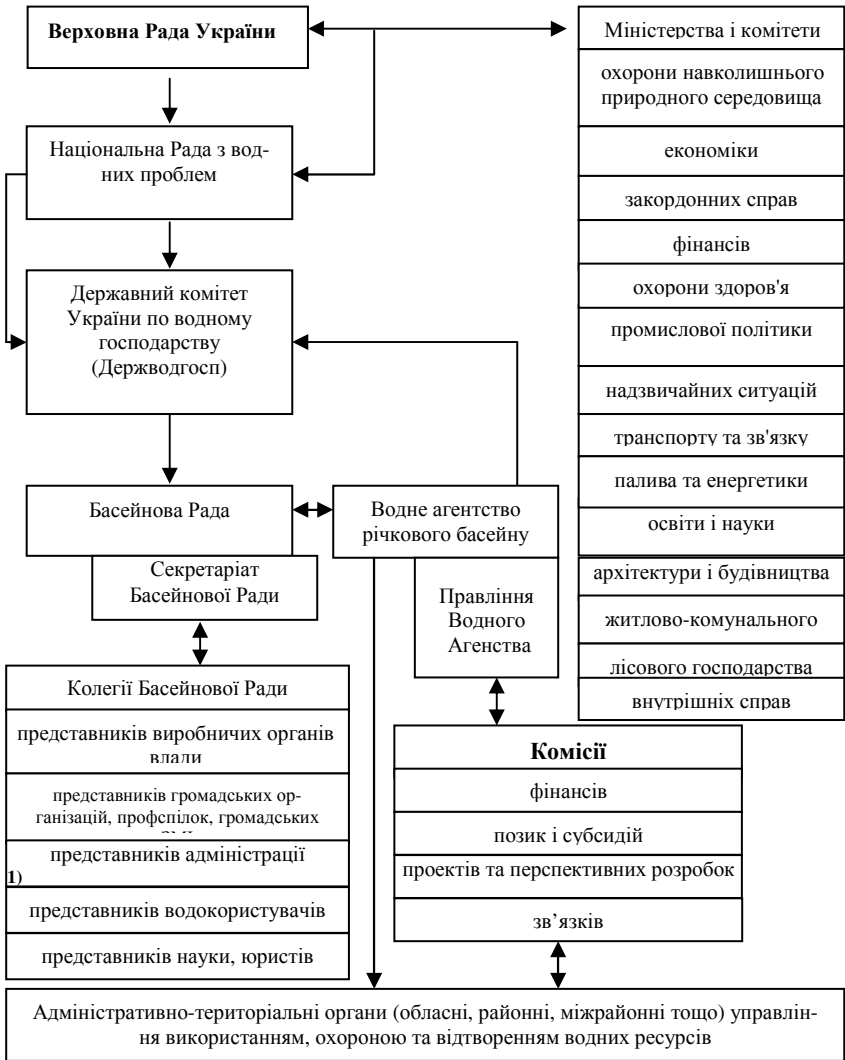 Верховна Рада України
Національна Рада з вод-
них проблем
Державний комітет
України по водному
господарству
(Держводгосп)
Басейнова Рада
Секретаріат
Басейнової Ради
Водне агентство
річкового басейну
Правління
Водного
Агенства
Колегії Басейнової Ради
представників виробничих органів
влади
представників громадських ор-
ганізацій, профспілок, громадських
представників адміністрації
1)
представників водокористувачів
представників науки, юристів
Комісії
фінансів
позик і субсидій
проектів та перспективних розробок
зв’язків
Міністерства і комітети
охорони навколишнього
природного середовища
економіки
закордонних справ
фінансів
охорони здоров'я
промислової політики
надзвичайних ситуацій
транспорту та зв'язку
палива та енергетики
освіти і науки
архітектури і будівництва
житлово-комунального
лісового господарства
внутрішніх справ
Адміністративно-територіальні органи (обласні, районні, міжрайонні тощо) управлін-
ня використанням, охороною та відтворенням водних ресурсів